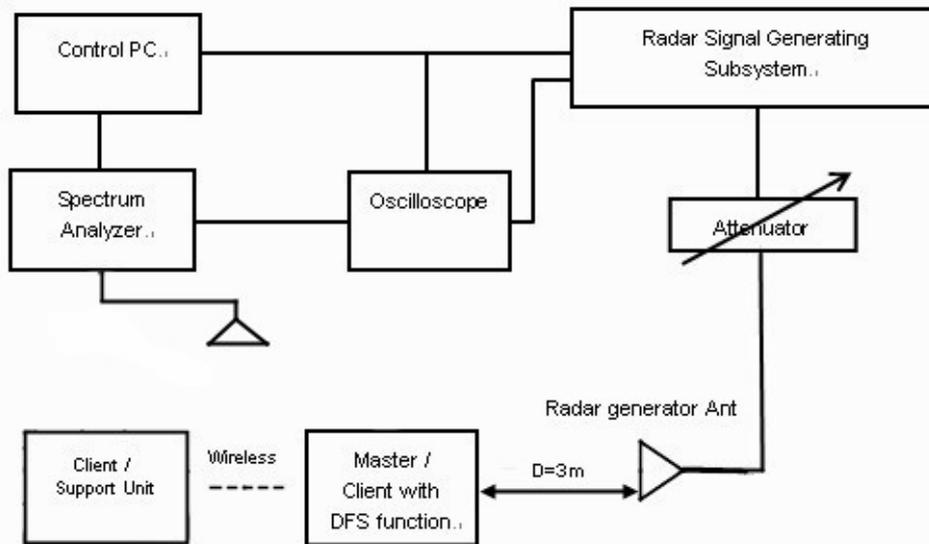 Control PC.
Radar Signal Generating
Subsystem.
Spectrum
Analyzer.
Oscilloscope
Attenuator
Radar generator Ant
Client /
Support Unit
Wireless
Master /
Client with
DFS function.
D=3m